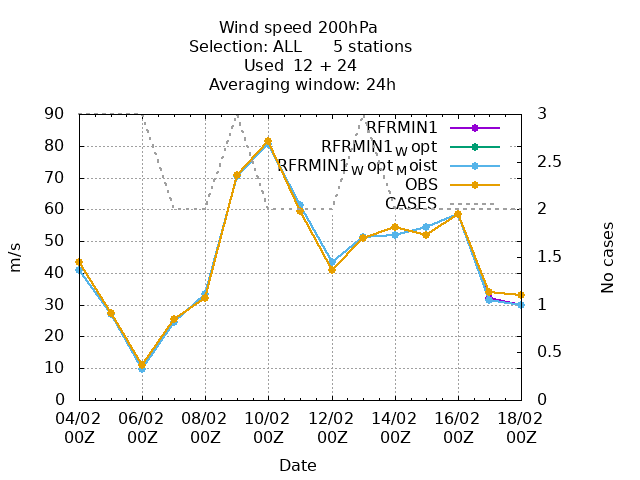 Wind speed 200hPa
Selection: ALL      5 stations
Used  12 + 24
Averaging window: 24h
90
80
70
60
50
40
30
20
10
0
m/s
3
2.5
2
1.5
1
0.5
0
No cases
RFRMIN1
RFRMIN1W opt
RFRMIN1W opt Moist
OBS
CASES
04/02 06/02 08/02 10/02 12/02 14/02 16/02 18/02
00Z 00Z 00Z 00Z 00Z 00Z 00Z 00Z
Date